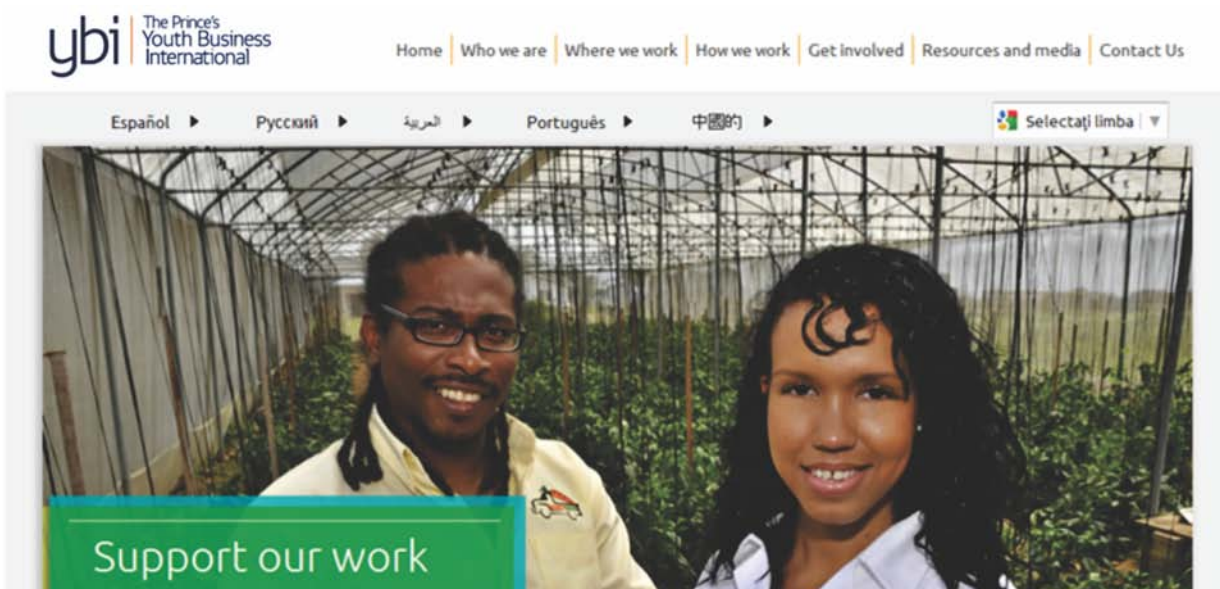 ybi
The Prince's
Youth Business
International
Home Who we are Where we work How we work Get involved Resources and media Contact Us
Español Русский العربية Português 中國的 Selectați limba
Support our work